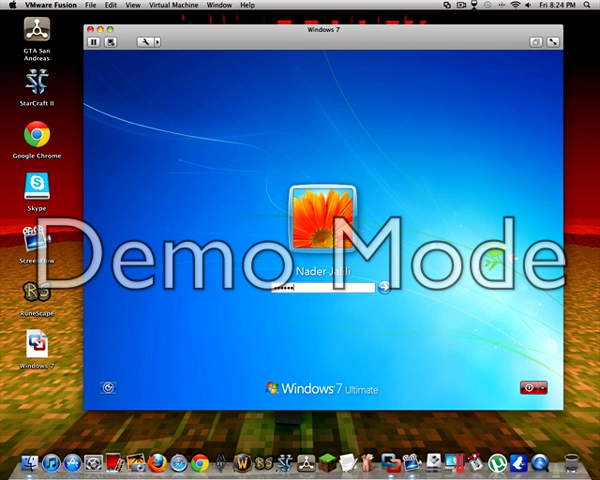 VMware Fusion File Edit View Virtual Machine Window Help Fri 8:24 PM
Windows 7
GTA San
Andreas
StarCraft II
Google Chrome
Skype
ScreenFlow
RuneScape
Windows 7
Demo Mode
Nader Jalili
Windows 7 Ultimate